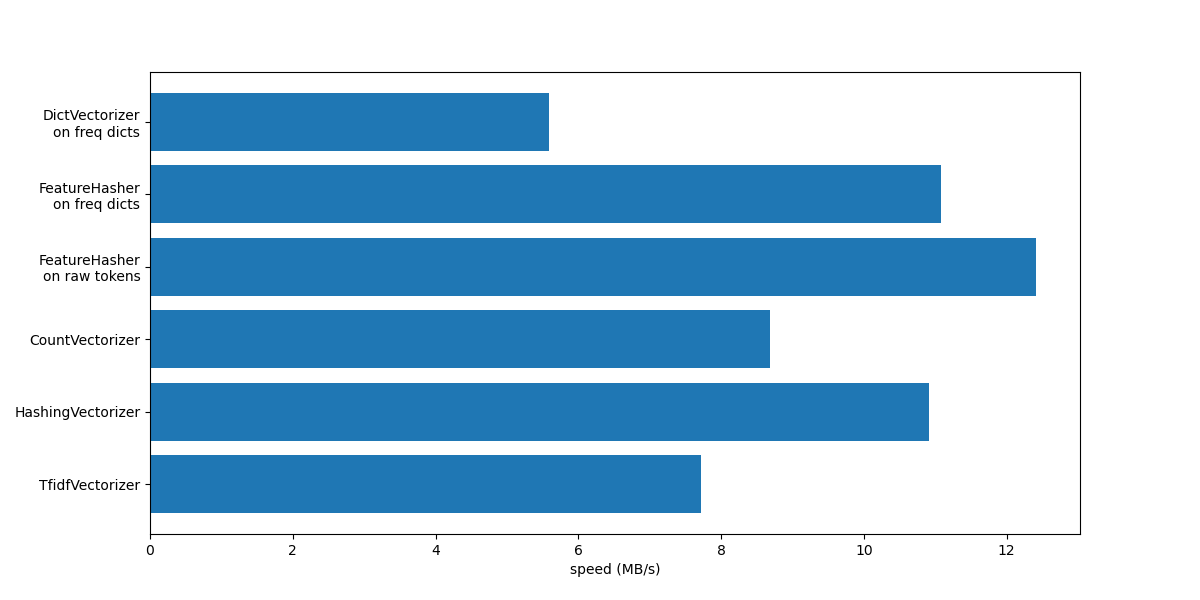 DictVectorizer
on freq dicts
FeatureHasher
on freq dicts
FeatureHasher
on raw tokens
CountVectorizer
HashingVectorizer
TfidfVectorizer
0 2 4 6 8 10 12
speed (MB/s)